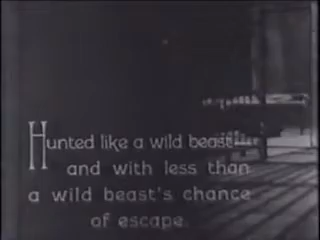 Hunted like a wild beast—
and with less than
a wild beast's chance
of escape.